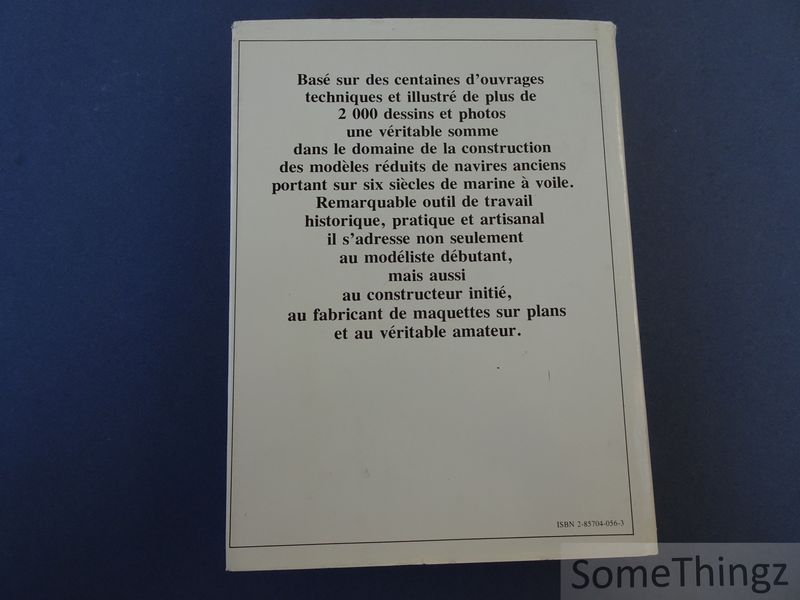 Basé sur des centaines d'ouvrages
techniques et illustré de plus de
2 000 dessins et photos
une véritable somme
dans le domaine de la construction
des modèles réduits de navires anciens
portant sur six siècles de marine à voile.
Remarquable outil de travail
historique, pratique et artisanal
il s'adresse non seulement
au modéliste débutant,
mais aussi
au constructeur initié,
au fabricant de maquettes sur plans
et au véritable amateur.
ISBN 2-85704-056-3
SomeThingz